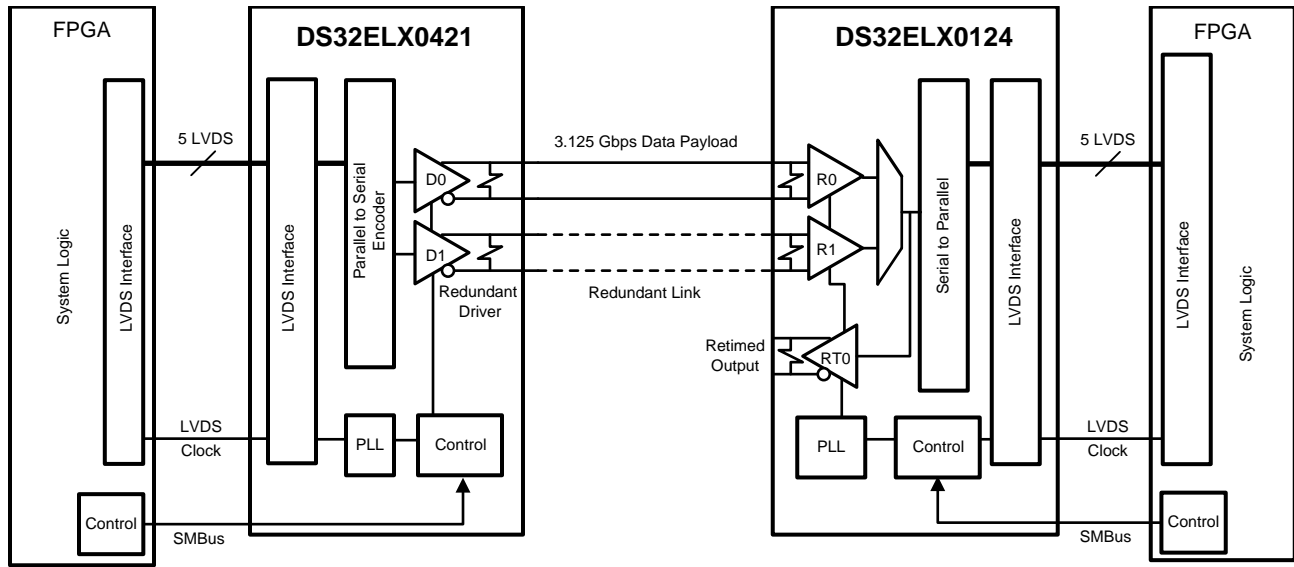 FPGA
DS32ELX0421
DS32ELX0124
FPGA
System Logic
LVDS Interface
5 LVDS
LVDS Interface
Parallel to Serial
Encoder
D0
D1
3.125 Gbps Data Payload
Redundant
Driver
Redundant Link
R0
R1
Retimed
Output
RT0
Serial to Parallel
LVDS Interface
5 LVDS
LVDS Interface
System Logic
LVDS
Clock
PLL
Control
PLL
Control
LVDS
Clock
Control
SMBus
SMBus
Control